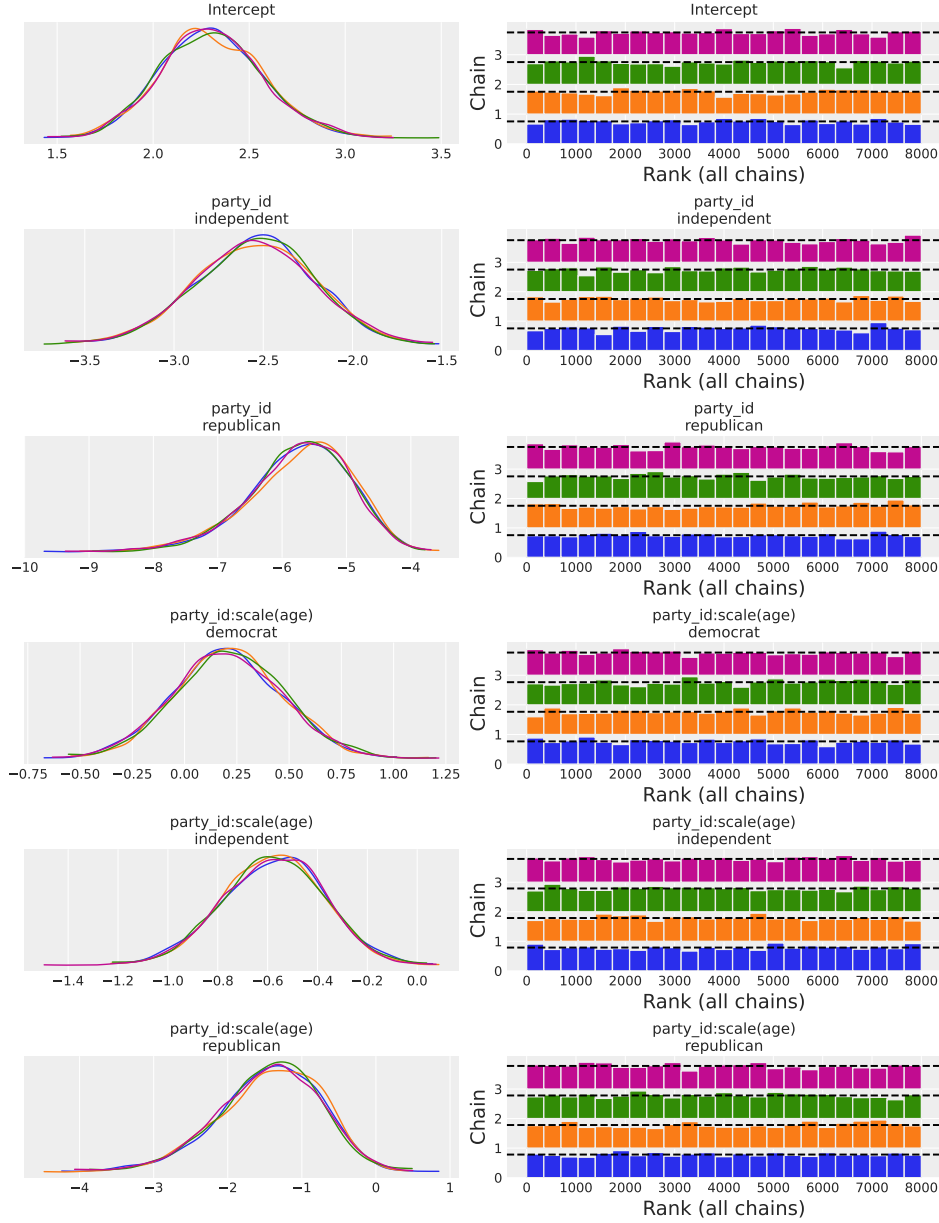 Intercept
1.5 2.0 2.5 3.0 3.5
Intercept
Chain
3
2
1
0
0 1000 2000 3000 4000 5000 6000 7000 8000
Rank (all chains)
party_id
independent
−3.5 −3.0 −2.5 −2.0 −1.5
party_id
independent
Chain
3
2
1
0
0 1000 2000 3000 4000 5000 6000 7000 8000
Rank (all chains)
party_id
republican
−10 −9 −8 −7 −6 −5 −4
party_id
republican
Chain
3
2
1
0
0 1000 2000 3000 4000 5000 6000 7000 8000
Rank (all chains)
party_id:scale(age)
democrat
−0.75 −0.50 −0.25 0.00 0.25 0.50 0.75 1.00 1.25
party_id:scale(age)
democrat
Chain
3
2
1
0
0 1000 2000 3000 4000 5000 6000 7000 8000
Rank (all chains)
party_id:scale(age)
independent
−1.4 −1.2 −1.0 −0.8 −0.6 −0.4 −0.2 0.0
party_id:scale(age)
independent
Chain
3
2
1
0
0 1000 2000 3000 4000 5000 6000 7000 8000
Rank (all chains)
party_id:scale(age)
republican
−4 −3 −2 −1 0 1
party_id:scale(age)
republican
Chain
3
2
1
0
0 1000 2000 3000 4000 5000 6000 7000 8000
Rank (all chains)